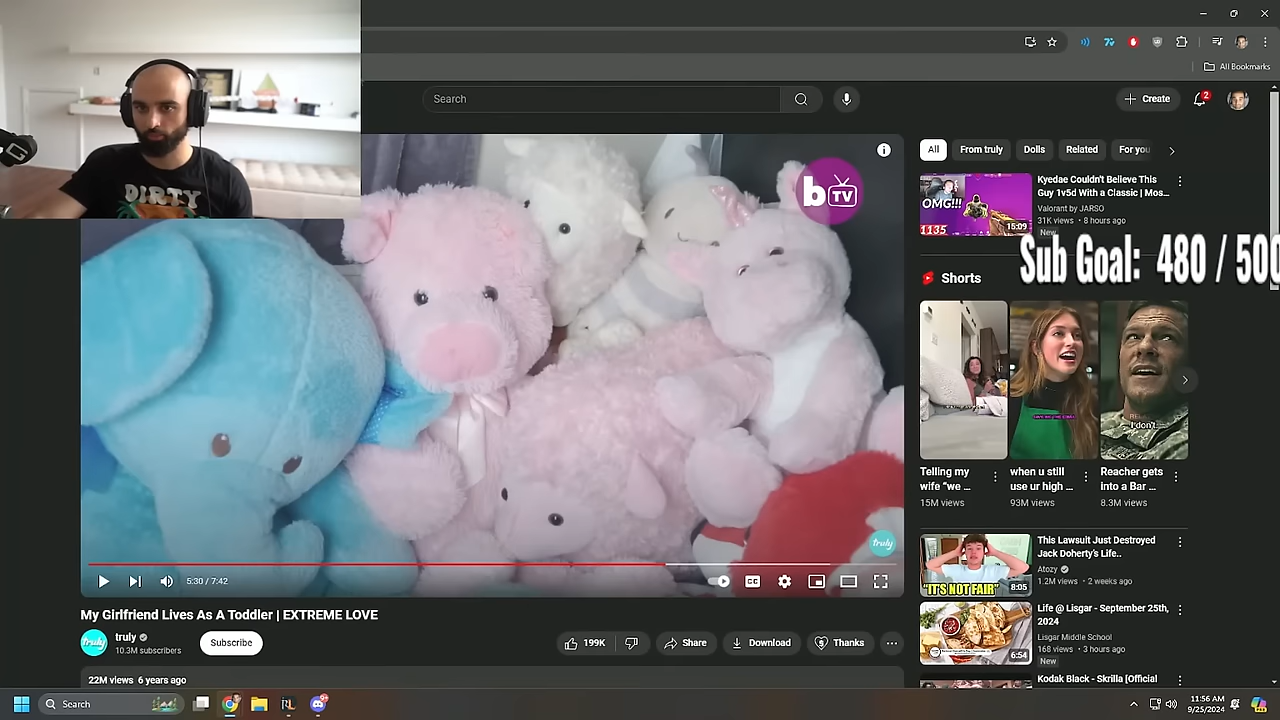 All Bookmarks
DIRTY
Search
Create
2
b TV
truly
5:30 / 7:42
My Girlfriend Lives As A Toddler | EXTREME LOVE
truly
truly
10.3M subscribers
Subscribe
199K
Share
Download
Thanks
22M views 6 years ago
All
From truly
Dolls
Related
For you
OMG!!!
1135
15:09
Kyedae Couldn't Believe This
Guy 1v5d With a Classic | Mos...
Valorant by JARSO
31K views • 8 hours ago
New
Sub Goal: 480 / 500
Shorts
I don't
Telling my
wife "we ...
15M views
when u still
use ur high ...
93M views
Reacher gets
into a Bar ...
8.3M views
"IT'S NOT FAIR"
8:05
This Lawsuit Just Destroyed
Jack Doherty's Life..
Atozy
1.2M views • 2 weeks ago
6:54
Life @ Lisgar - September 25th,
2024
Lisgar Middle School
168 views • 3 hours ago
New
Kodak Black - Skrilla [Official
Search
11:56 AM
9/25/2024